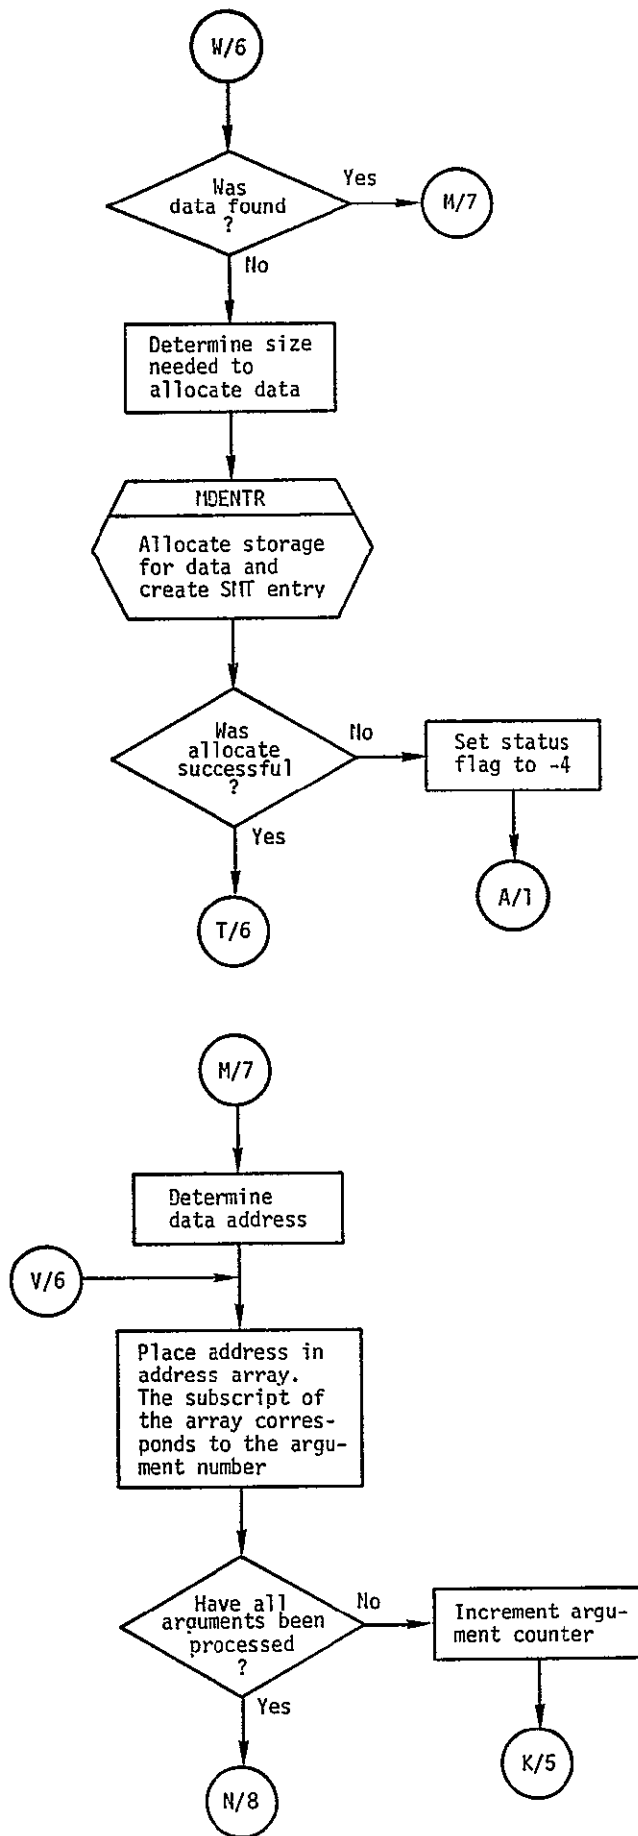 W/6
Was
data found
?
Yes
M/7
No
Determine size
needed to
allocate data
MDENTR
Allocate storage
for data and
create SMT entry
Was
allocate
successful
?
No
Set status
flag to -4
Yes
A/1
T/6
M/7
Determine
data address
V/6
Place address in
address array.
The subscript of
the array corres-
ponds to the argu-
ment number
Have all
arguments been
processed
?
No
Increment argu-
ment counter
Yes
K/5
N/8